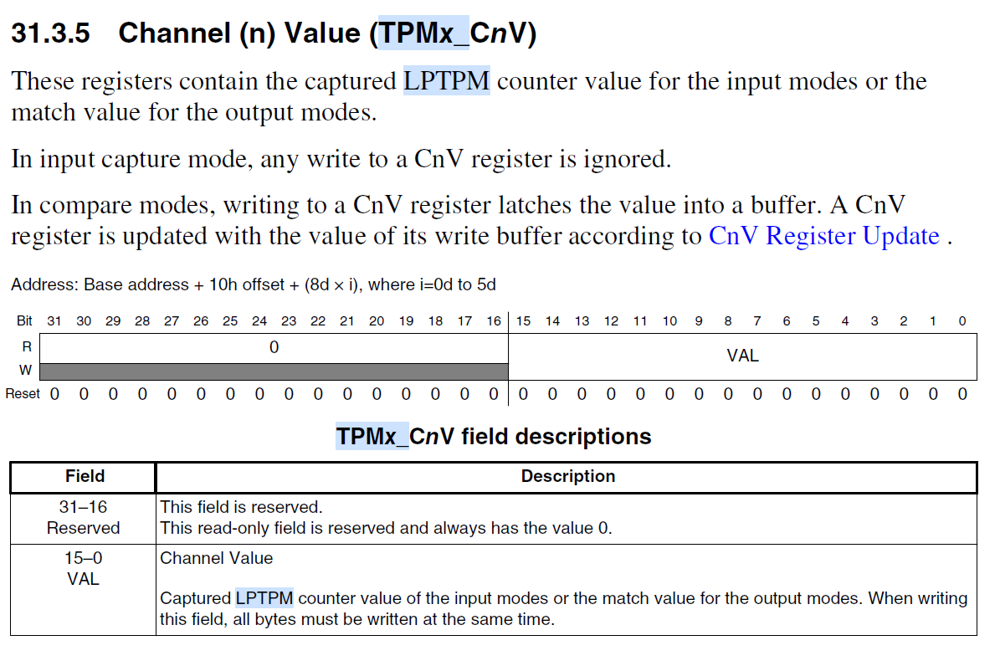 31.3.5 Channel (n) Value (TPMx_CnV)
These registers contain the captured LPTPM counter value for the input modes or the
match value for the output modes.
In input capture mode, any write to a CnV register is ignored.
In compare modes, writing to a CnV register latches the value into a buffer. A CnV
register is updated with the value of its write buffer according to CnV Register Update .
Address: Base address + 10h offset + (8d × i), where i=0d to 5d
Bit 31 30 29 28 27 26 25 24 23 22 21 20 19 18 17 16 15 14 13 12 11 10 9 8 7 6 5 4 3 2 1 0
R 0 VAL
W
Reset 0 0 0 0 0 0 0 0 0 0 0 0 0 0 0 0 0 0 0 0 0 0 0 0 0 0 0 0 0 0 0 0
TPMx_CnV field descriptions
Field Description
31–16 This field is reserved.
Reserved This read-only field is reserved and always has the value 0.
15–0 Channel Value
VAL
Captured LPTPM counter value of the input modes or the match value for the output modes. When writing
this field, all bytes must be written at the same time.